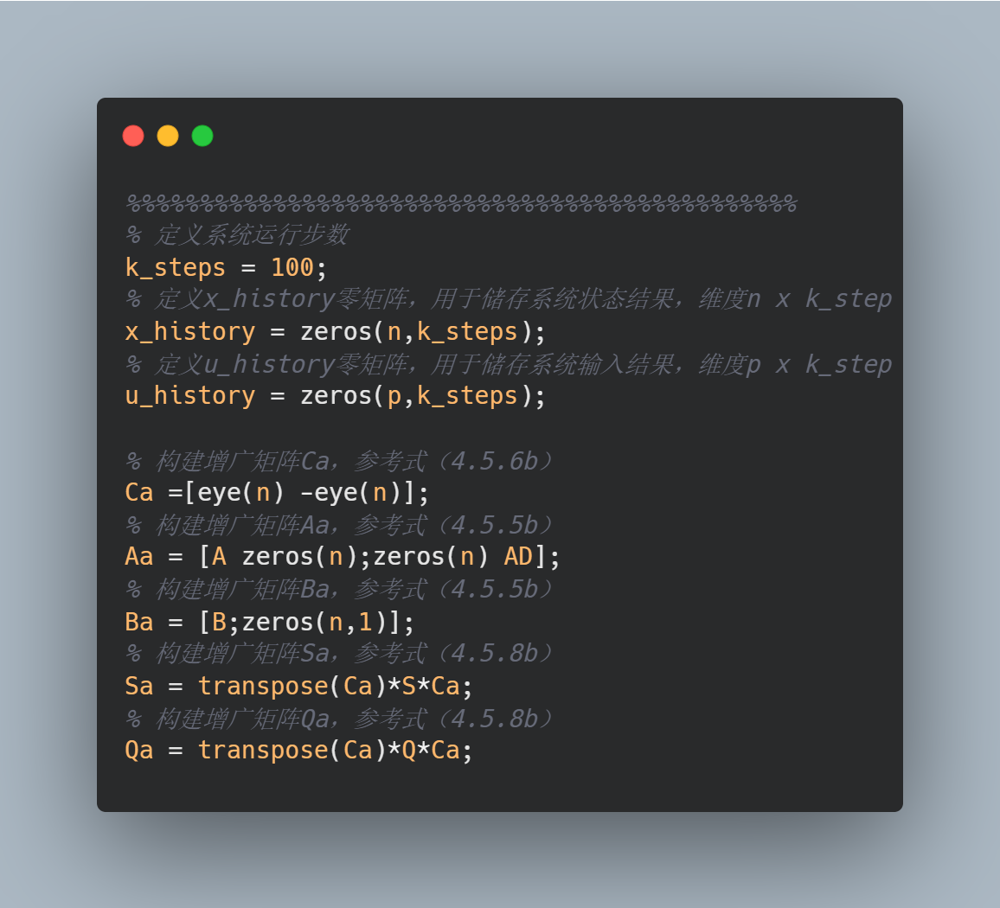 %%%%%%%%%%%%%%%%%%%%%%%%%%%%%%%%%%%%%%%%%%%%%%
% 定义系统运行步数
k_steps = 100;
% 定义x_history零矩阵，用于储存系统状态结果，维度n x k_step
x_history = zeros(n,k_steps);
% 定义u_history零矩阵，用于储存系统输入结果，维度p x k_step
u_history = zeros(p,k_steps);
% 构建增广矩阵Ca，参考式（4.5.6b）
Ca =[eye(n) -eye(n)];
% 构建增广矩阵Aa，参考式（4.5.5b）
Aa = [A zeros(n);zeros(n) AD];
% 构建增广矩阵Ba，参考式（4.5.5b）
Ba = [B;zeros(n,1)];
% 构建增广矩阵Sa，参考式（4.5.8b）
Sa = transpose(Ca)*S*Ca;
% 构建增广矩阵Qa，参考式（4.5.8b）
Qa = transpose(Ca)*Q*Ca;